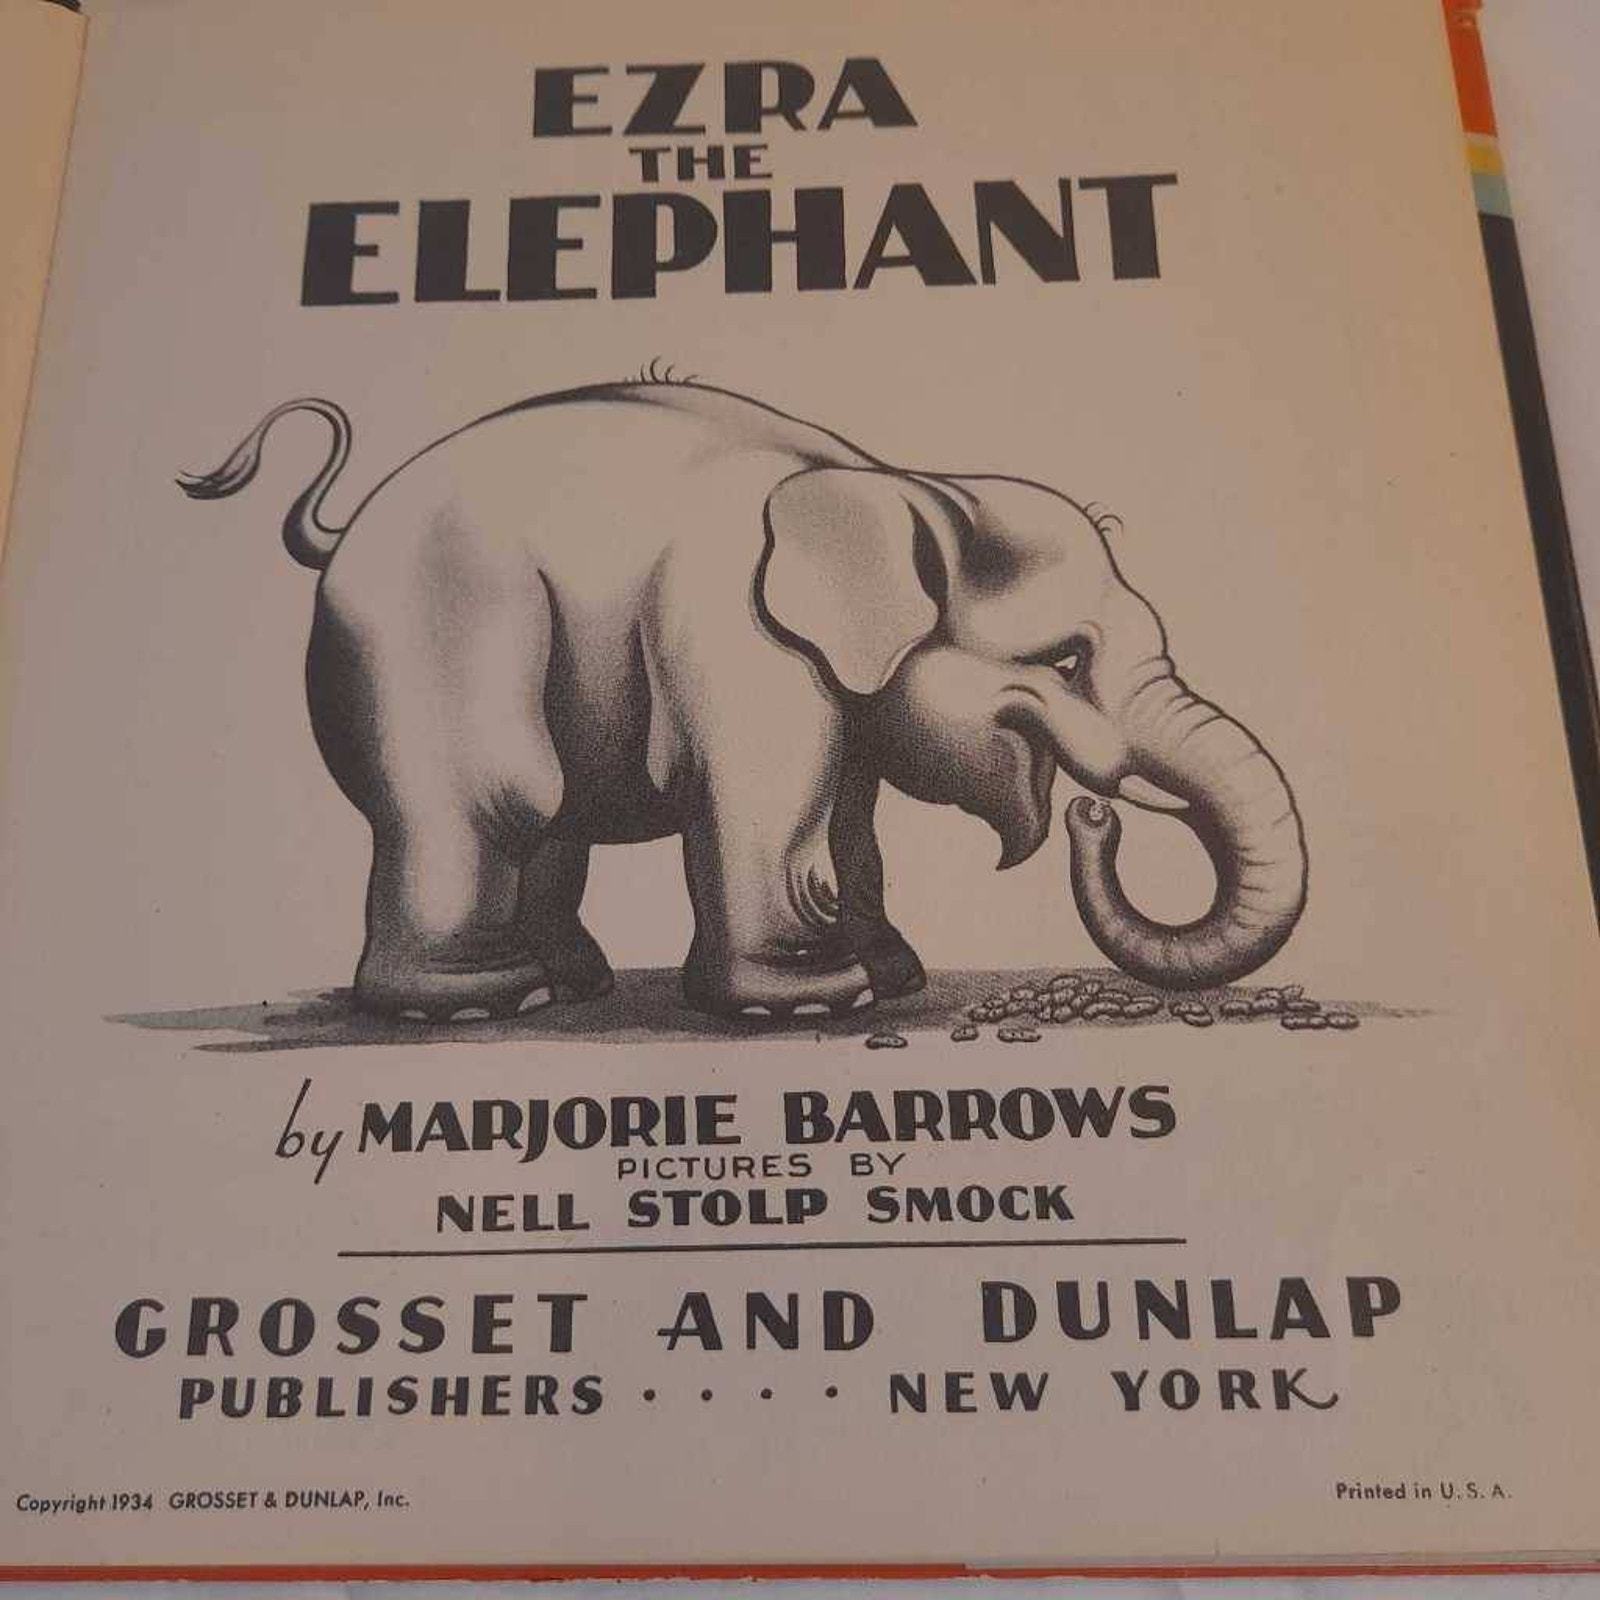 EZRA
THE
ELEPHANT
by MARJORIE BARROWS
PICTURES BY
NELL STOLP SMOCK
GROSSET AND DUNLAP
PUBLISHERS . . . . NEW YORK
Copyright 1934 GROSSET & DUNLAP, Inc.
Printed in U. S. A.